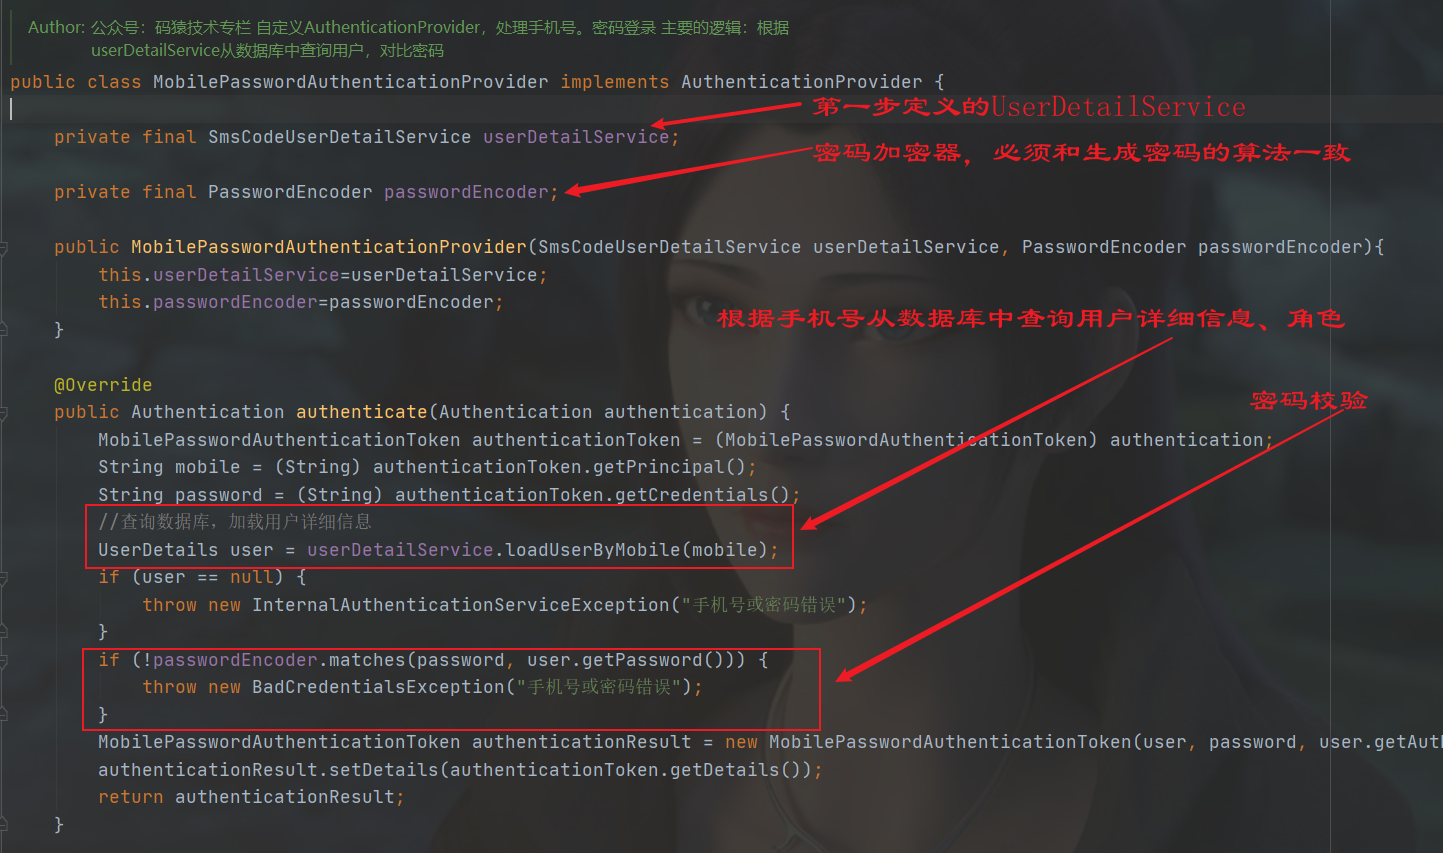 Author: 公众号：码猿技术专栏 自定义AuthenticationProvider，处理手机号。密码登录 主要的逻辑：根据
userDetailService从数据库中查询用户，对比密码
public class MobilePasswordAuthenticationProvider implements AuthenticationProvider {
第一步定义的UserDetailService
private final SmsCodeUserDetailService userDetailService;
密码加密器，必须和生成密码的算法一致
private final PasswordEncoder passwordEncoder;
public MobilePasswordAuthenticationProvider(SmsCodeUserDetailService userDetailService, PasswordEncoder passwordEncoder){
this.userDetailService=userDetailService;
this.passwordEncoder=passwordEncoder;
根据手机号从数据库中查询用户详细信息、角色
}
@Override
密码校验
public Authentication authenticate(Authentication authentication) {
MobilePasswordAuthenticationToken authenticationToken = (MobilePasswordAuthenticationToken) authentication;
String mobile = (String) authenticationToken.getPrincipal();
String password = (String) authenticationToken.getCredentials();
//查询数据库，加载用户详细信息
UserDetails user = userDetailService.loadUserByMobile(mobile);
if (user == null) {
throw new InternalAuthenticationServiceException("手机号或密码错误");
}
if (!passwordEncoder.matches(password, user.getPassword())) {
throw new BadCredentialsException("手机号或密码错误");
}
MobilePasswordAuthenticationToken authenticationResult = new MobilePasswordAuthenticationToken(user, password, user.getAut
authenticationResult.setDetails(authenticationToken.getDetails());
return authenticationResult;
}